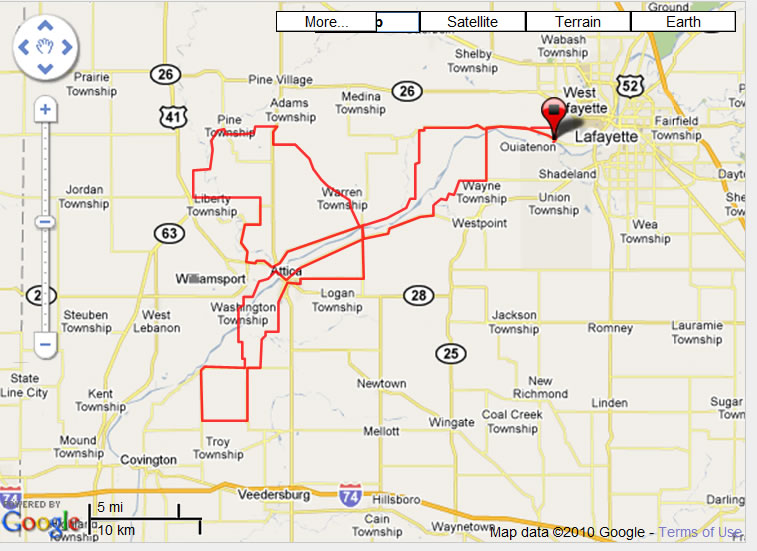 More...
Satellite
Terrain
Earth
Ground
Wabash
Township
Shelby
Township
Prairie
Township
26
Pine Village
Adams
Township
Medina
Township
26
West
52
Fairfield
Township
41
Pine
Township
Lafayette
Ouiatenon
Shadeland
Jordan
Township
Liberty
Township
Warren
Township
Wayne
Township
Union
Township
Westpoint
Wea
Township
63
Attica
Williamsport
Logan
Township
28
Washington
Township
Steuben
Township
West
Lebanon
Jackson
Township
Romney
Lauramie
Township
25
State
Line City
Kent
Township
Newtown
New
Richmond
Linden
Sugar
Coal Creek
Township
Wingate
Mound
Township
Troy
Township
Mellott
Covington
74
Veedersburg
74
Hillsboro
Cain
Township
Waynetown
Darling
POWERED BY
Google
Township
5 mi
10 km
Map data ©2010 Google - Terms of Use